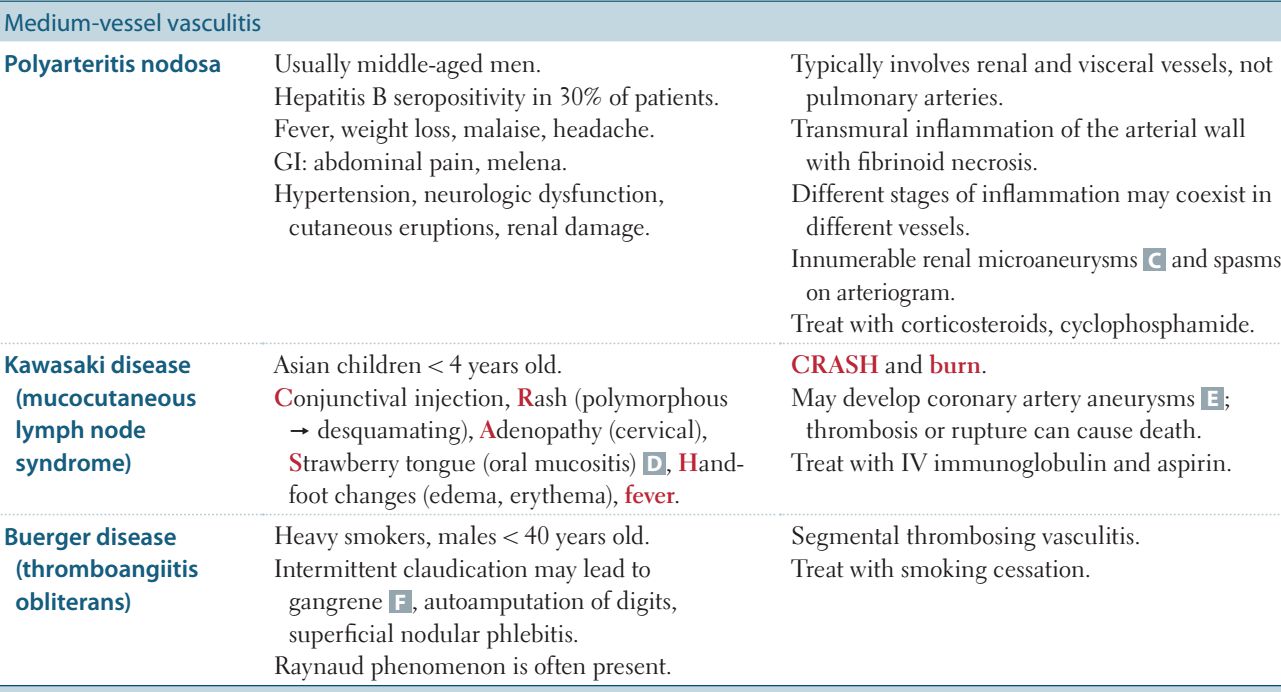 Medium-vessel vasculitis
Polyarteritis nodosa
Usually middle-aged men.
Hepatitis B seropositivity in 30% of patients.
Fever, weight loss, malaise, headache.
GI: abdominal pain, melena.
Hypertension, neurologic dysfunction,
cutaneous eruptions, renal damage.
Typically involves renal and visceral vessels, not
pulmonary arteries.
Transmural inflammation of the arterial wall
with fibrinoid necrosis.
Different stages of inflammation may coexist in
different vessels.
Innumerable renal microaneurysms C and spasms
on arteriogram.
Treat with corticosteroids, cyclophosphamide.
Kawasaki disease
(mucocutaneous
lymph node
syndrome)
Asian children < 4 years old.
Conjunctival injection, Rash (polymorphous
→ desquamating), Adenopathy (cervical),
Strawberry tongue (oral mucositis) D, Hand-
foot changes (edema, erythema), fever.
CRASH and burn.
May develop coronary artery aneurysms E;
thrombosis or rupture can cause death.
Treat with IV immunoglobulin and aspirin.
Buerger disease
(thromboangiitis
obliterans)
Heavy smokers, males < 40 years old.
Intermittent claudication may lead to
gangrene F, autoamputation of digits,
superficial nodular phlebitis.
Raynaud phenomenon is often present.
Segmental thrombosing vasculitis.
Treat with smoking cessation.